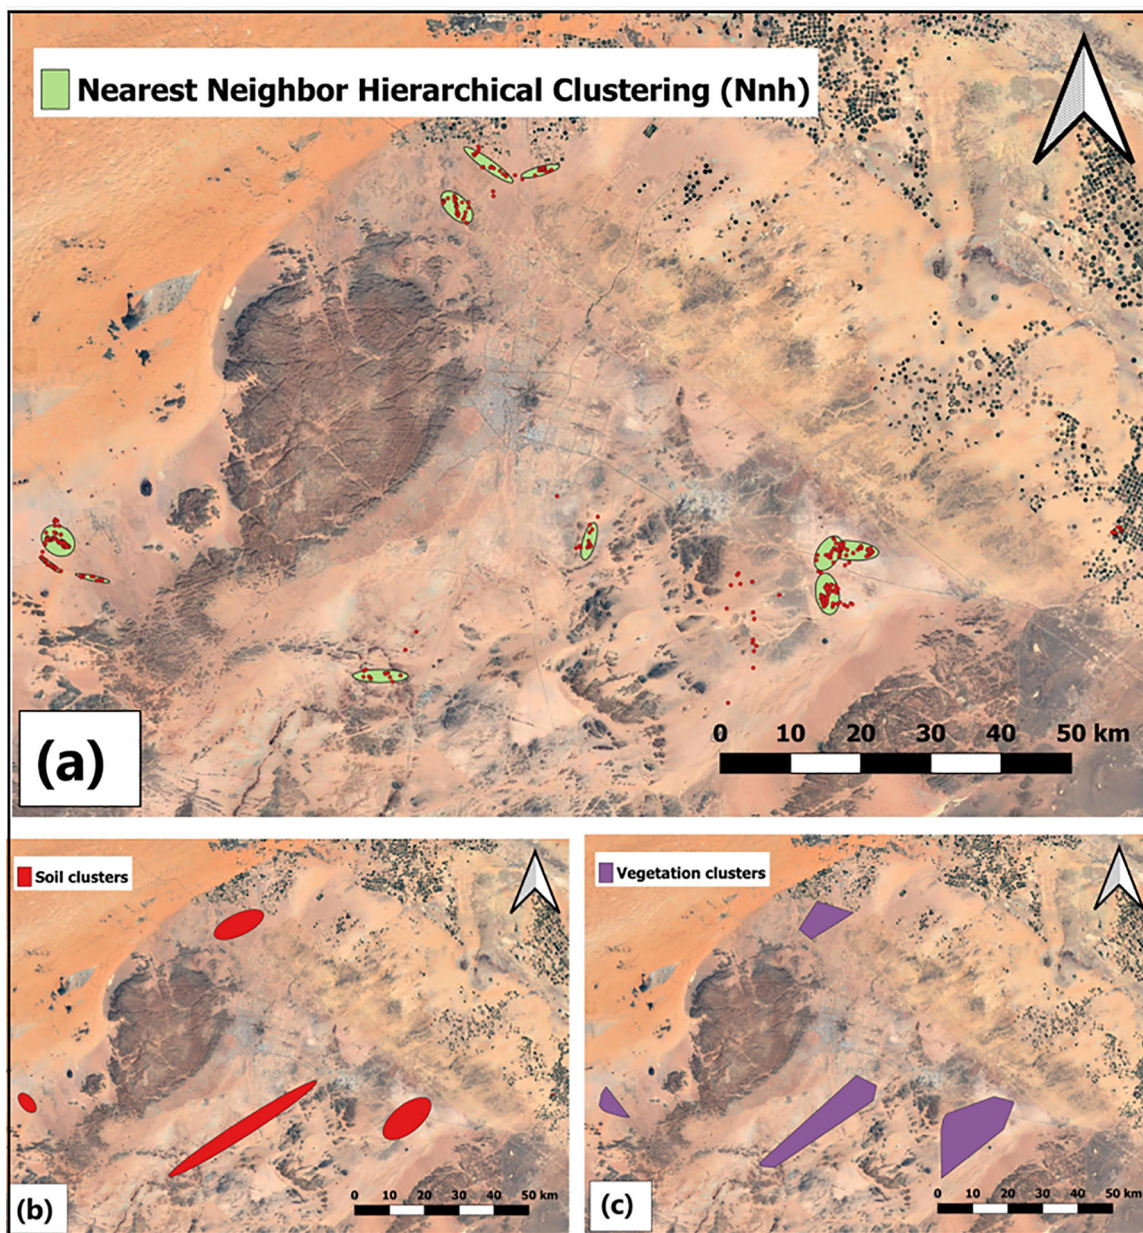 Nearest Neighbor Hierarchical Clustering (Nnh)
(a)
0 10 20 30 40 50 km
Soil clusters
(b)
0 10 20 30 40 50 km
Vegetation clusters
(c)
0 10 20 30 40 50 km